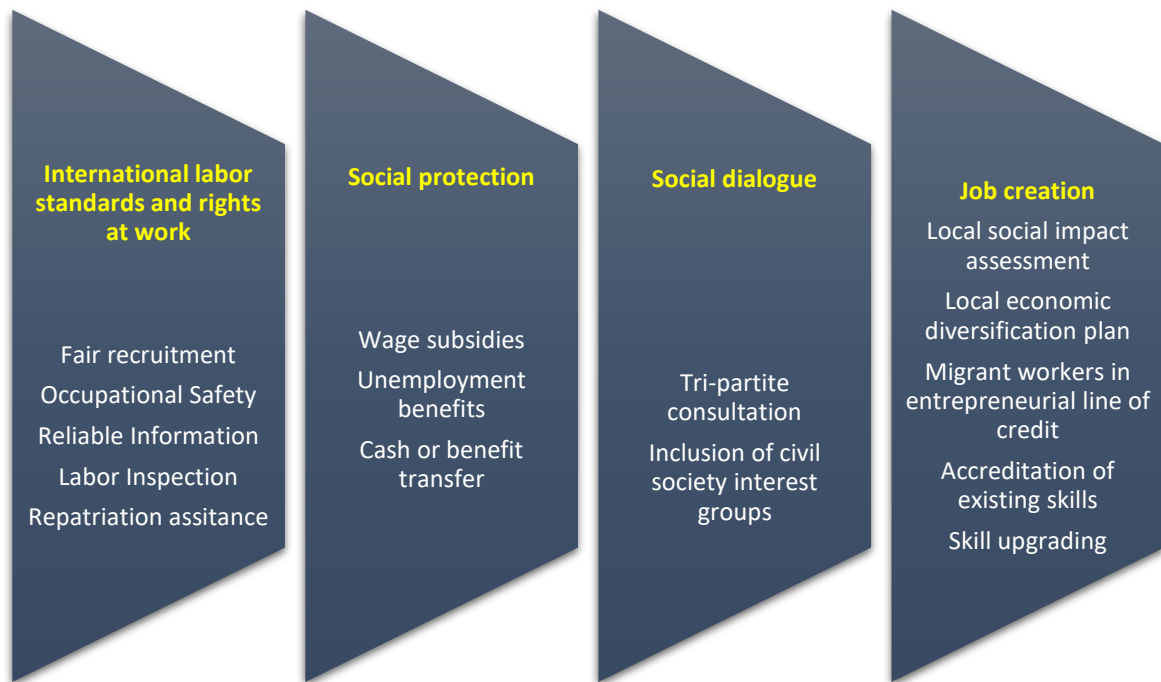 International labor
standards and rights
at work
Fair recruitment
Occupational Safety
Reliable Information
Labor Inspection
Repatriation assitance
Social protection
Wage subsidies
Unemployment
benefits
Cash or benefit
transfer
Social dialogue
Tri-partite
consultation
Inclusion of civil
society interest
groups
Job creation
Local social impact
assessment
Local economic
diversification plan
Migrant workers in
entrepreneurial line of
credit
Accreditation of
existing skills
Skill upgrading